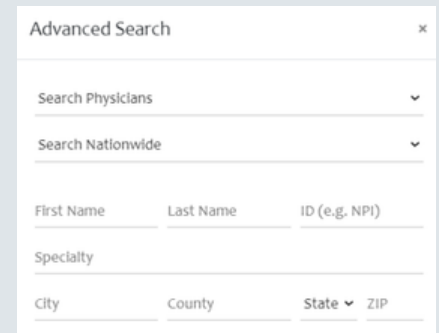 Advanced Search ×
Search Physicians
Search Nationwide
First Name Last Name ID (e.g. NPI)
Specialty
City County State ZIP